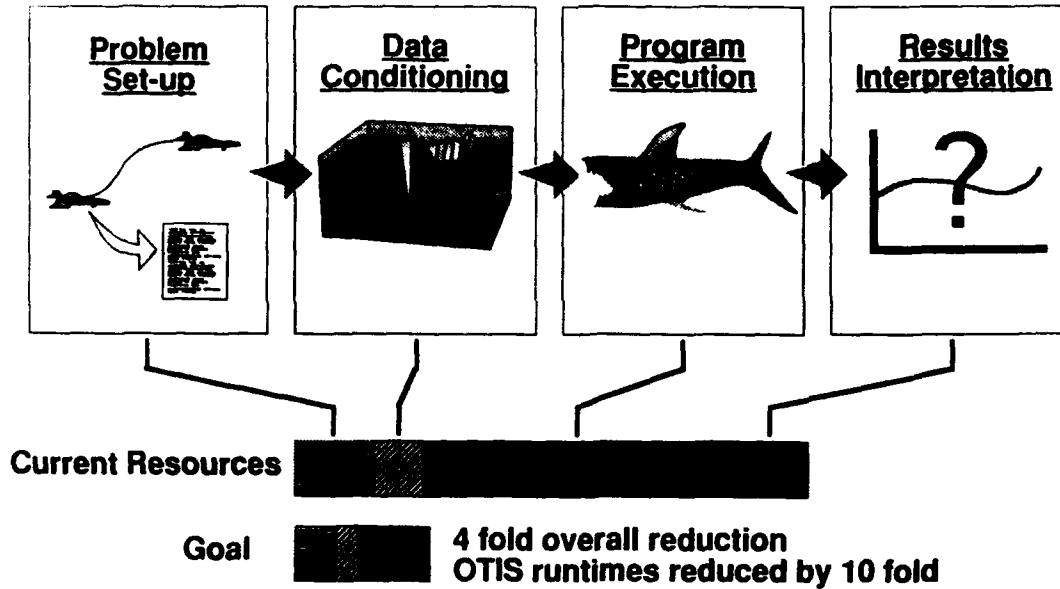 Problem
Set-up
Data
Conditioning
Program
Execution
Results
Interpretation
?
Current Resources
Goal
4 fold overall reduction
OTIS runtimes reduced by 10 fold